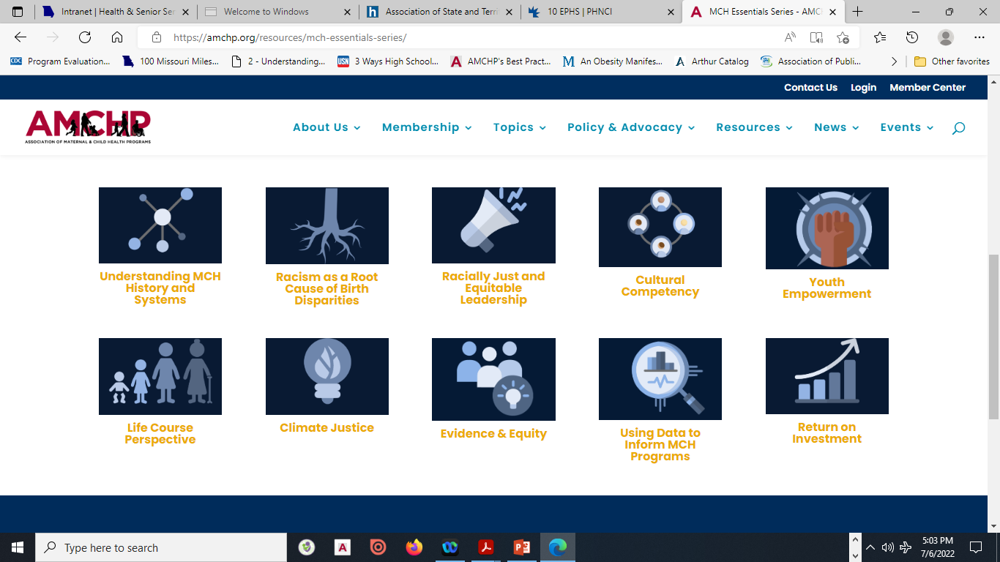 Intranet | Health & Senior Ser
Welcome to Windows
Association of State and Terri
10 EPHS | PHNCI
MCH Essentials Series - AMCH
https://amchp.org/resources/mch-essentials-series/
CDC Program Evaluation...
100 Missouri Miles...
2 - Understanding...
USN 3 Ways High School...
A AMCHP's Best Pract...
M An Obesity Manifes...
A Arthur Catalog
Association of Publi...
Other favorites
Contact Us Login Member Center
AMCHP
ASSOCIATION OF MATERNAL & CHILD HEALTH PROGRAMS
About Us Membership Topics Policy & Advocacy Resources News Events
Understanding MCH
History and
Systems
Racism as a Root
Cause of Birth
Disparities
Racially Just and
Equitable
Leadership
Cultural
Competency
Youth
Empowerment
Life Course
Perspective
Climate Justice
Evidence & Equity
Using Data to
Inform MCH
Programs
Return on
Investment
Type here to search
5:03 PM
7/6/2022